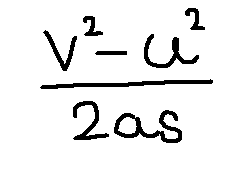 v² - u²
2as